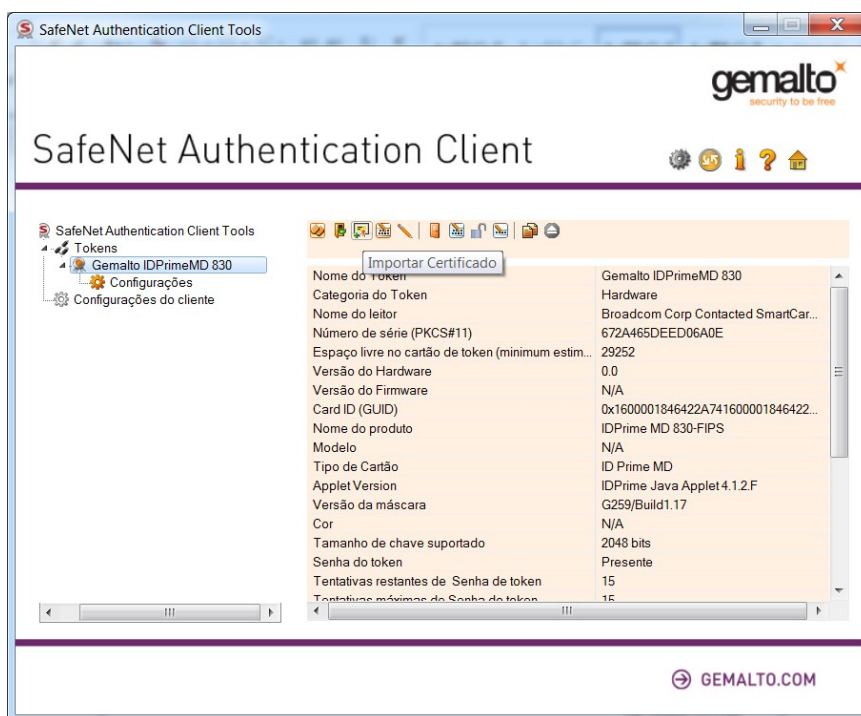 SafeNet Authentication Client Tools
gemalto
security to be free
SafeNet Authentication Client
SafeNet Authentication Client Tools
Tokens
Gemalto IDPrimeMD 830
Configurações
Configurações do cliente
Importar Certificado
Nome do Token Gemalto IDPrimeMD 830
Categoria do Token Hardware
Nome do leitor Broadcom Corp Contacted SmartCar...
Número de série (PKCS#11) 672A465DEED06A0E
Espaço livre no cartão de token (minimum estim... 29252
Versão do Hardware 0.0
Versão do Firmware N/A
Card ID (GUID) 0x1600001846422A741600001846422...
Nome do produto IDPrime MD 830-FIPS
Modelo N/A
Tipo de Cartão ID Prime MD
Applet Version IDPrime Java Applet 4.1.2.F
Versão da máscara G259/Build1.17
Cor N/A
Tamanho de chave suportado 2048 bits
Senha do token Presente
Tentativas restantes de Senha de token 15
Tentativas máximas de Senha do token 15
GEMALTO.COM